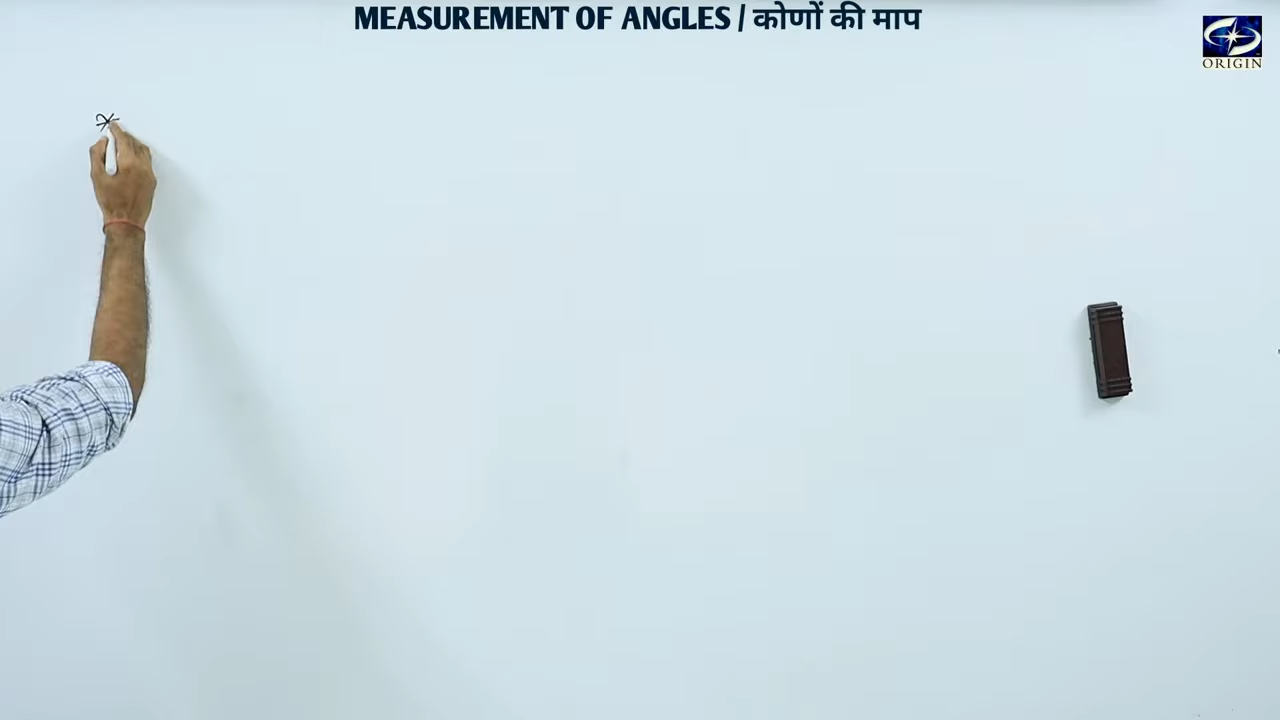 MEASUREMENT OF ANGLES / कोणों की माप
ORIGIN